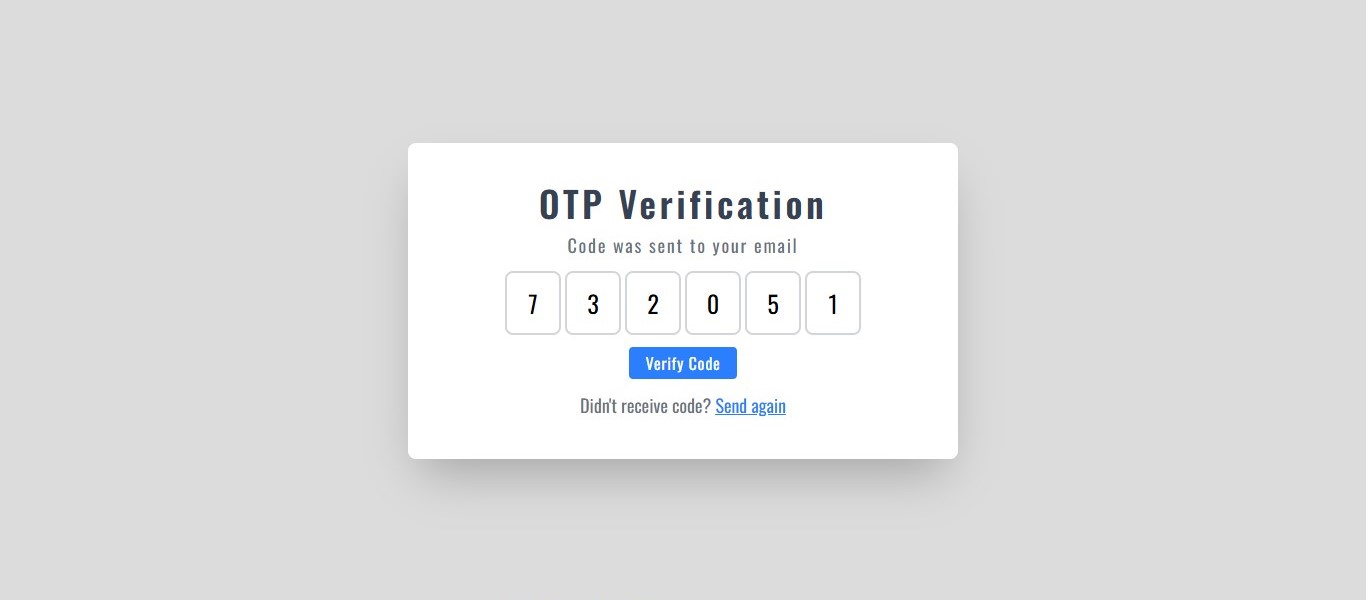 OTP Verification
Code was sent to your email
7 3 2 0 5 1
Verify Code
Didn't receive code? Send again